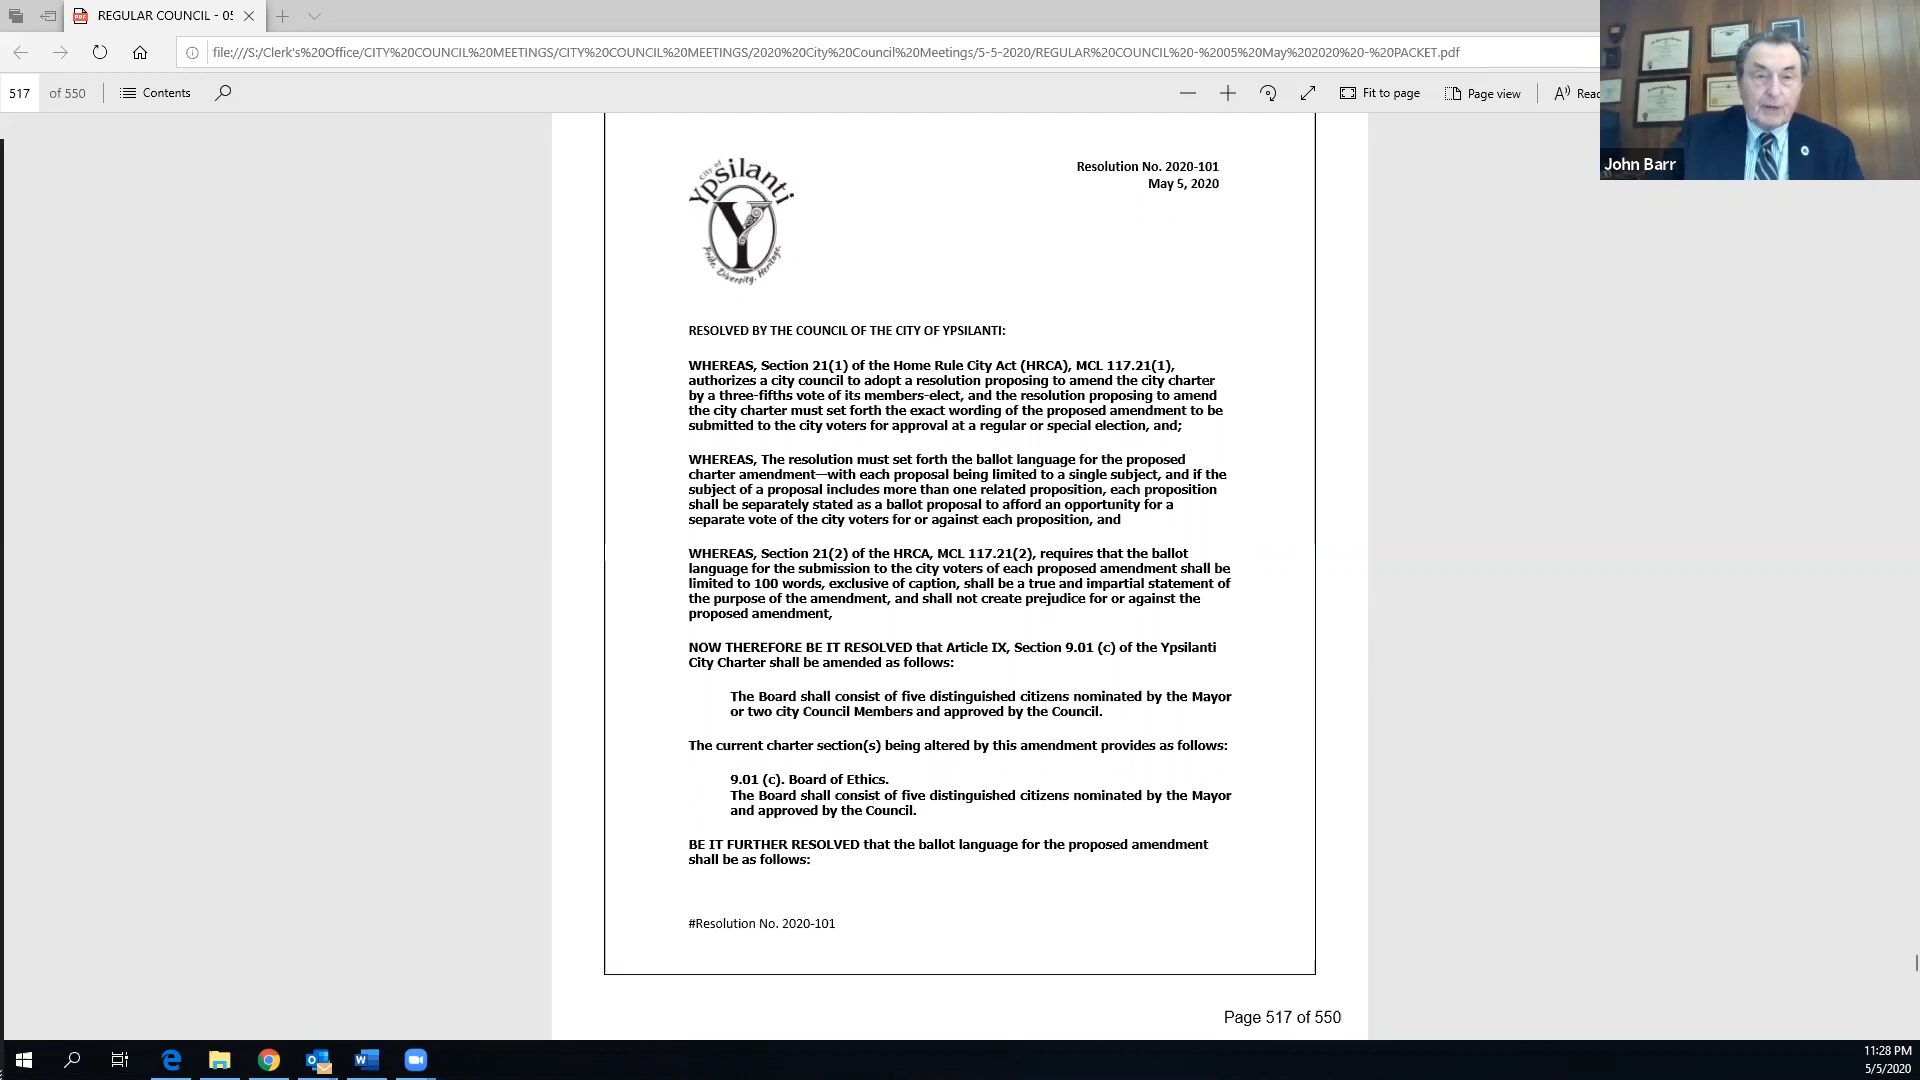 REGULAR COUNCIL - 05
file:///S:/Clerk's%20Office/CITY%20COUNCIL%20MEETINGS/CITY%20COUNCIL%20MEETINGS/2020%20City%20Council%20Meetings/5-5-2020/REGULAR%20COUNCIL%20-%2005%20May%202020%20-%20PACKET.pdf
517 of 550 Contents Fit to page Page view Reac
John Barr
City of
Ypsilanti
Y
Pride. Diversity. Heritage.
Resolution No. 2020-101
May 5, 2020
RESOLVED BY THE COUNCIL OF THE CITY OF YPSILANTI:
WHEREAS, Section 21(1) of the Home Rule City Act (HRCA), MCL 117.21(1),
authorizes a city council to adopt a resolution proposing to amend the city charter
by a three-fifths vote of its members-elect, and the resolution proposing to amend
the city charter must set forth the exact wording of the proposed amendment to be
submitted to the city voters for approval at a regular or special election, and;
WHEREAS, The resolution must set forth the ballot language for the proposed
charter amendment—with each proposal being limited to a single subject, and if the
subject of a proposal includes more than one related proposition, each proposition
shall be separately stated as a ballot proposal to afford an opportunity for a
separate vote of the city voters for or against each proposition, and
WHEREAS, Section 21(2) of the HRCA, MCL 117.21(2), requires that the ballot
language for the submission to the city voters of each proposed amendment shall be
limited to 100 words, exclusive of caption, shall be a true and impartial statement of
the purpose of the amendment, and shall not create prejudice for or against the
proposed amendment,
NOW THEREFORE BE IT RESOLVED that Article IX, Section 9.01 (c) of the Ypsilanti
City Charter shall be amended as follows:
The Board shall consist of five distinguished citizens nominated by the Mayor
or two city Council Members and approved by the Council.
The current charter section(s) being altered by this amendment provides as follows:
9.01 (c). Board of Ethics.
The Board shall consist of five distinguished citizens nominated by the Mayor
and approved by the Council.
BE IT FURTHER RESOLVED that the ballot language for the proposed amendment
shall be as follows:
#Resolution No. 2020-101
Page 517 of 550
11:28 PM
5/5/2020